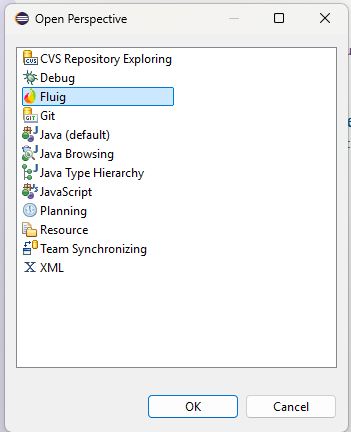 Open Perspective
CVS Repository Exploring
Debug
Fluig
Git
Java (default)
Java Browsing
Java Type Hierarchy
JavaScript
Planning
Resource
Team Synchronizing
XML
OK
Cancel